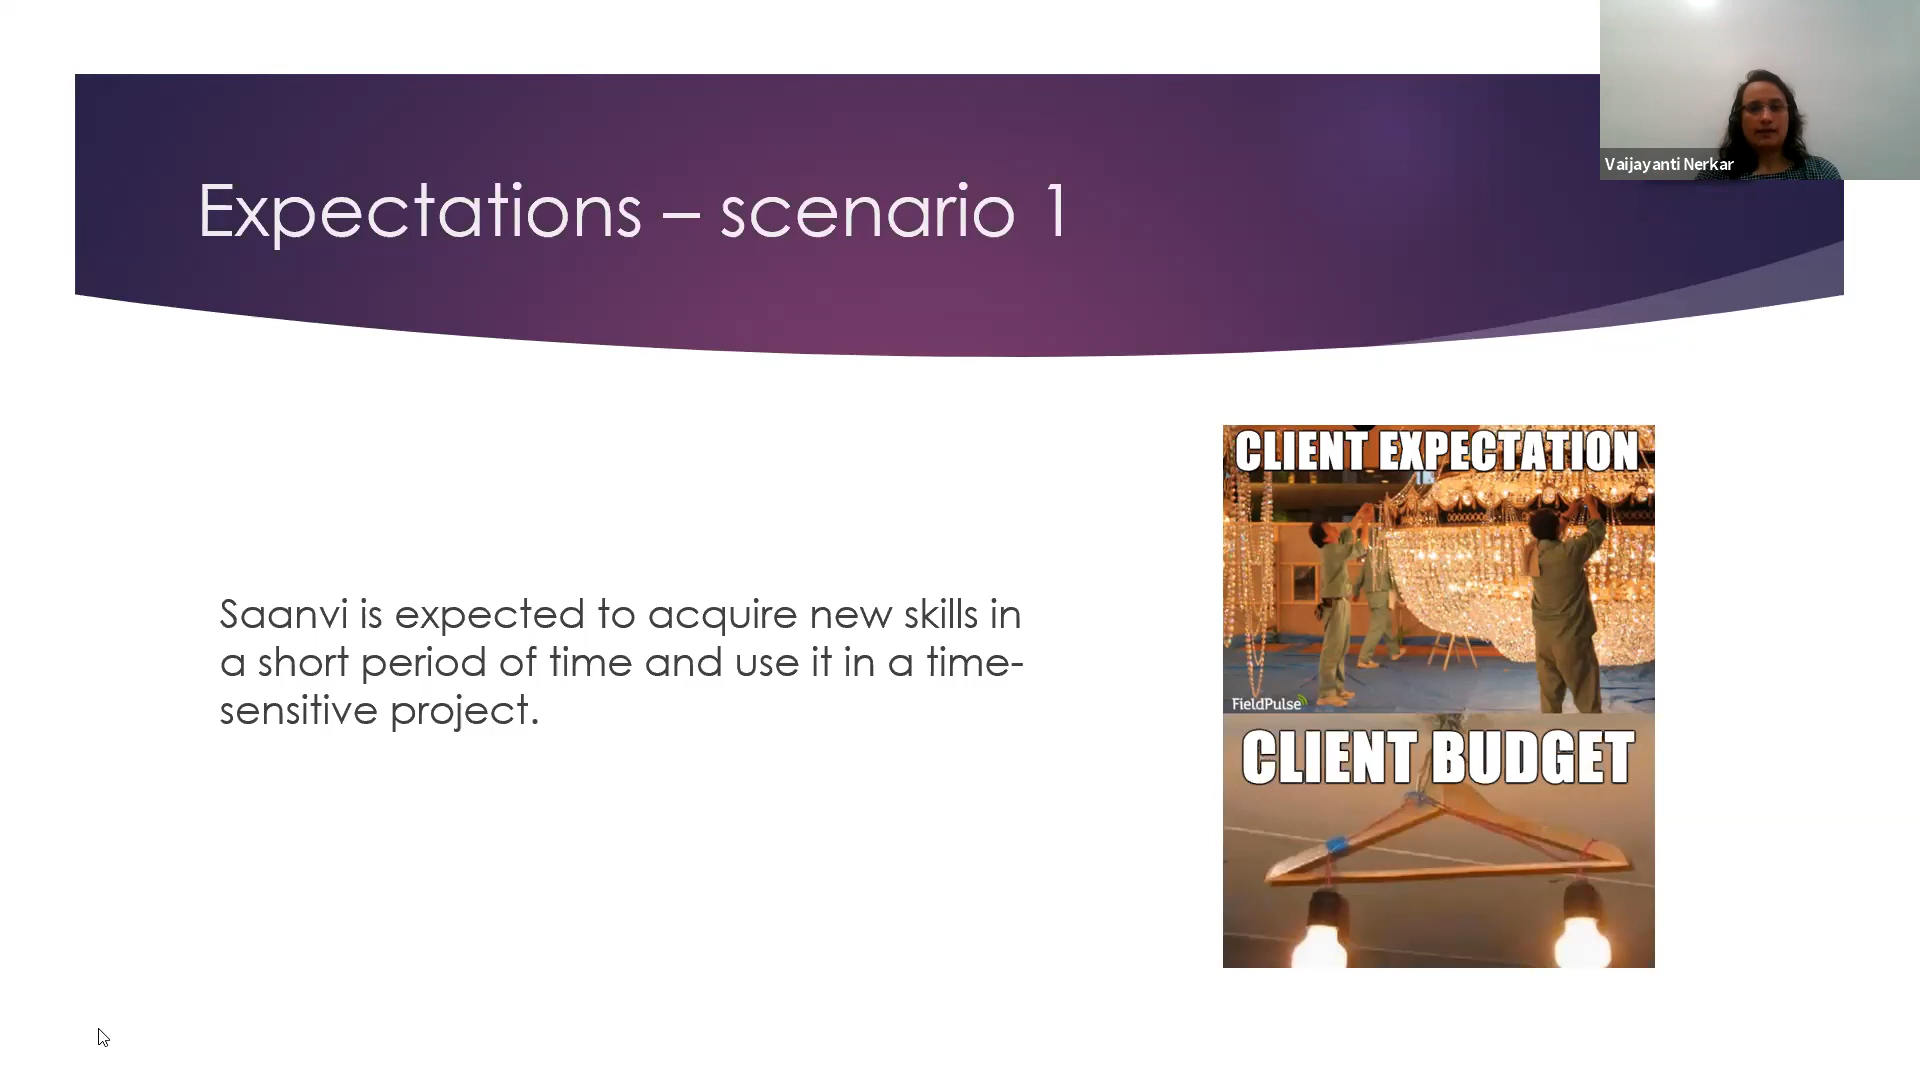 Vaijayanti Nerkar
Expectations – scenario 1
Saanvi is expected to acquire new skills in
a short period of time and use it in a time-
sensitive project.
CLIENT EXPECTATION
FieldPulse
CLIENT BUDGET